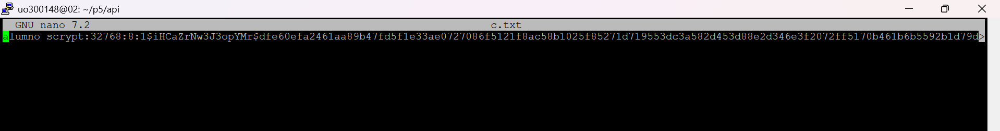 uo300148@02: ~/p5/api
GNU nano 7.2 c.txt
alumno scrypt:32768:8:1$iHCaZrNw3J3opYMr$dfe60efa2461aa89b47fd5f1e33ae0727086f5121f8ac58b1025f85271d719553dc3a582d453d88e2d346e3f2072ff5170b461b6b5592b1d79d>